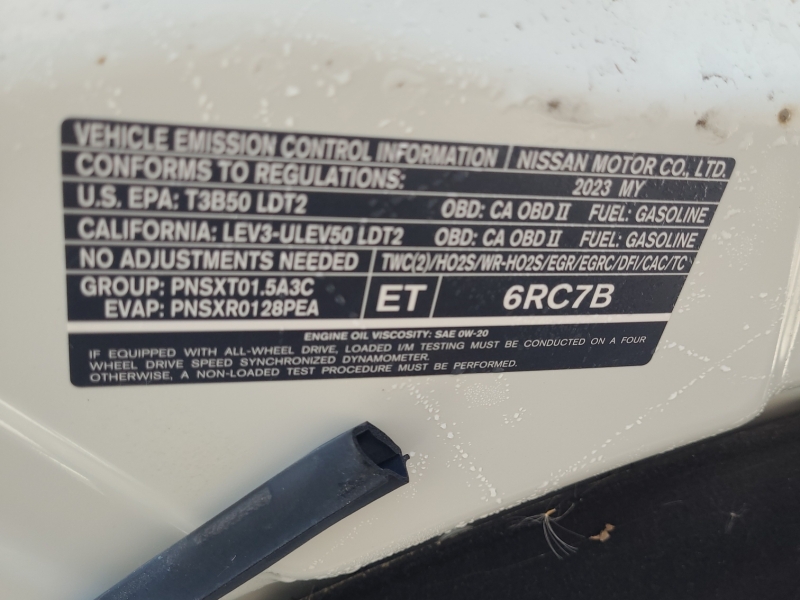 VEHICLE EMISSION CONTROL INFORMATION NISSAN MOTOR CO., LTD.
CONFORMS TO REGULATIONS: 2023 MY
U.S. EPA: T3B50 LDT2 OBD: CA OBD II FUEL: GASOLINE
CALIFORNIA: LEV3-ULEV50 LDT2 OBD: CA OBD II FUEL: GASOLINE
NO ADJUSTMENTS NEEDED TWC(2)/HO2S/WR-HO2S/EGR/EGRC/DFI/CAC/TC
GROUP: PNSXT01.5A3C
EVAP: PNSXR0128PEA
ET 6RC7B
ENGINE OIL VISCOSITY: SAE 0W-20
IF EQUIPPED WITH ALL-WHEEL DRIVE, LOADED I/M TESTING MUST BE CONDUCTED ON A FOUR
WHEEL DRIVE SPEED SYNCHRONIZED DYNAMOMETER.
OTHERWISE, A NON-LOADED TEST PROCEDURE MUST BE PERFORMED.